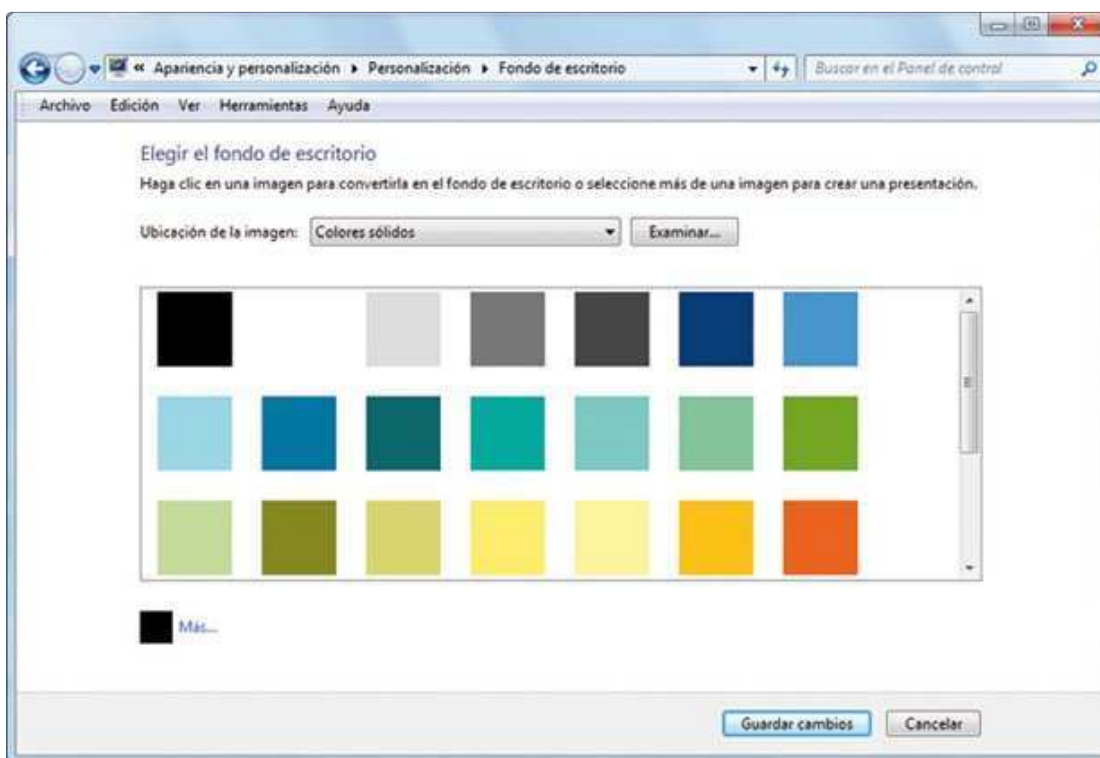 « Apariencia y personalización ▸ Personalización ▸ Fondo de escritorio
Buscar en el Panel de control
Archivo Edición Ver Herramientas Ayuda
Elegir el fondo de escritorio
Haga clic en una imagen para convertirla en el fondo de escritorio o seleccione más de una imagen para crear una presentación.
Ubicación de la imagen: Colores sólidos Examinar...
Más...
Guardar cambios Cancelar